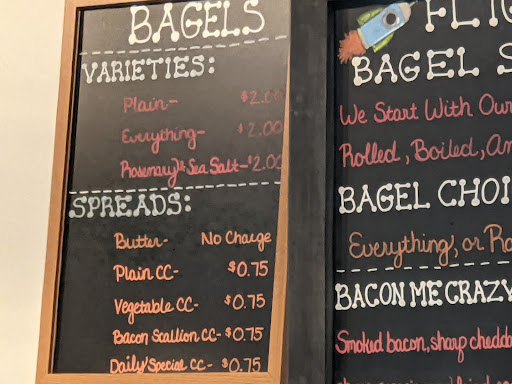 BAGELS
VARIETIES:
Plain- $2.00
Everything- $2.00
Rosemary & Sea Salt- $2.00
SPREADS:
Butter- No Charge
Plain CC- $0.75
Vegetable CC- $0.75
Bacon Scallion CC- $0.75
Daily Special CC- $0.75
BAGEL
We Start With Our
Rolled, Boiled,
BAGEL
Everything, or
BACON ME CRAZY
Smoked bacon, sharp